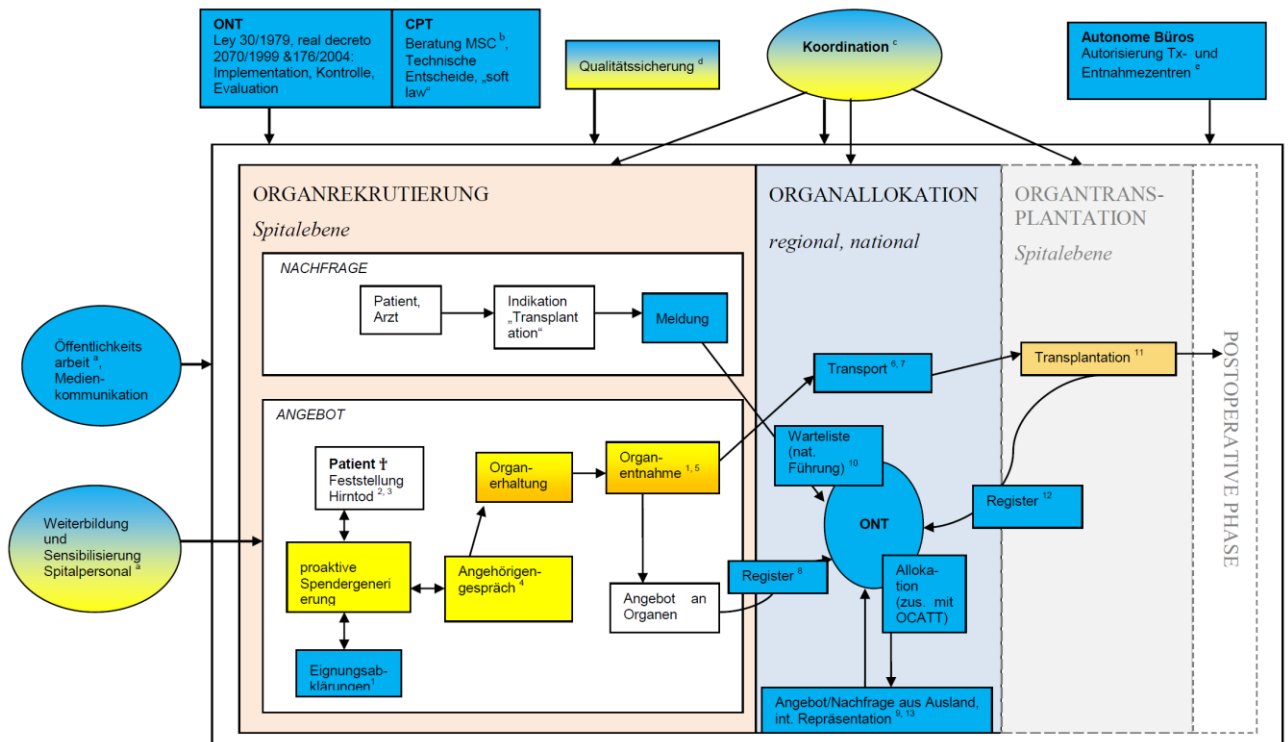 ONT
Ley 30/1979, real decreto
2070/1999 &176/2004:
Implementation, Kontrolle,
Evaluation
CPT
Beratung MSC b,
Technische
Entscheide, „soft
law“
Qualitätssicherung d
Koordination c
Autonome Büros
Autorisierung Tx- und
Entnahmezentren e
ORGANREKRUTIERUNG
Spitalebene
ORGANALLOKATION
regional, national
ORGANTRANS-
PLANTATION
Spitalebene
NACHFRAGE
Patient,
Arzt
Indikation
„Transplant
ation“
Meldung
Öffentlichkeits
arbeit a,
Medien-
kommunikation
Transport 6, 7
Transplantation 11
POSTOPERATIVE PHASE
ANGEBOT
Patient †
Feststellung
Hirntod 2, 3
Organ-
erhaltung
Organ-
entnahme 1, 5
Warteliste
(nat.
Führung) 10
ONT
Register 12
Weiterbildung
und
Sensibilisierung
Spitalpersonal a
proaktive
Spendergeneri
erung
Angehörigen-
gespräch 4
Angebot an
Organen
Register 8
Alloka-
tion
(zus. mit
OCATT)
Eignungsab-
klärungen 1
Angebot/Nachfrage aus Ausland,
int. Repräsentation 9, 13